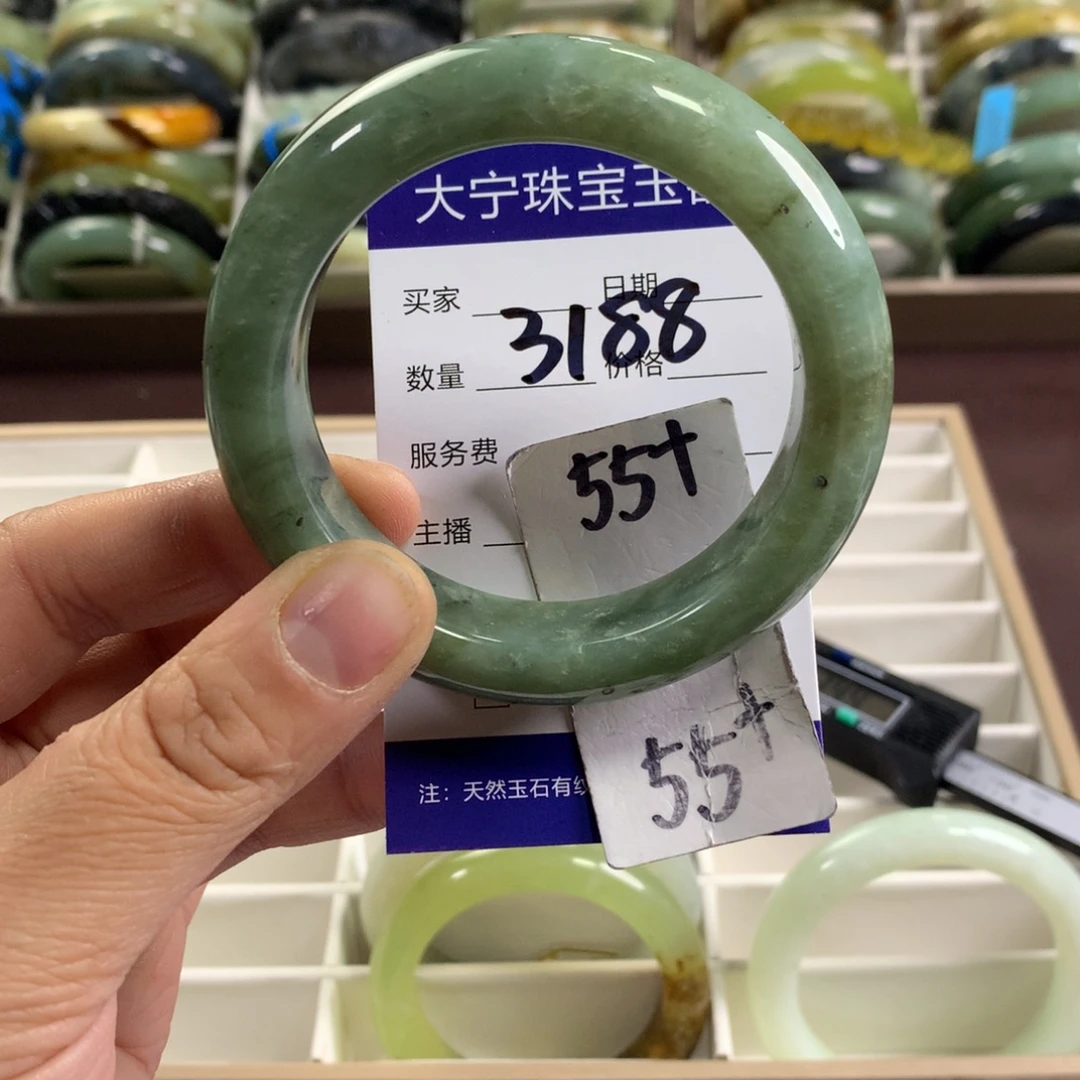 大宁珠宝玉
买家 日期
3188
数量 价格
服务费
55+
主播
55+
注：天然玉石有纹